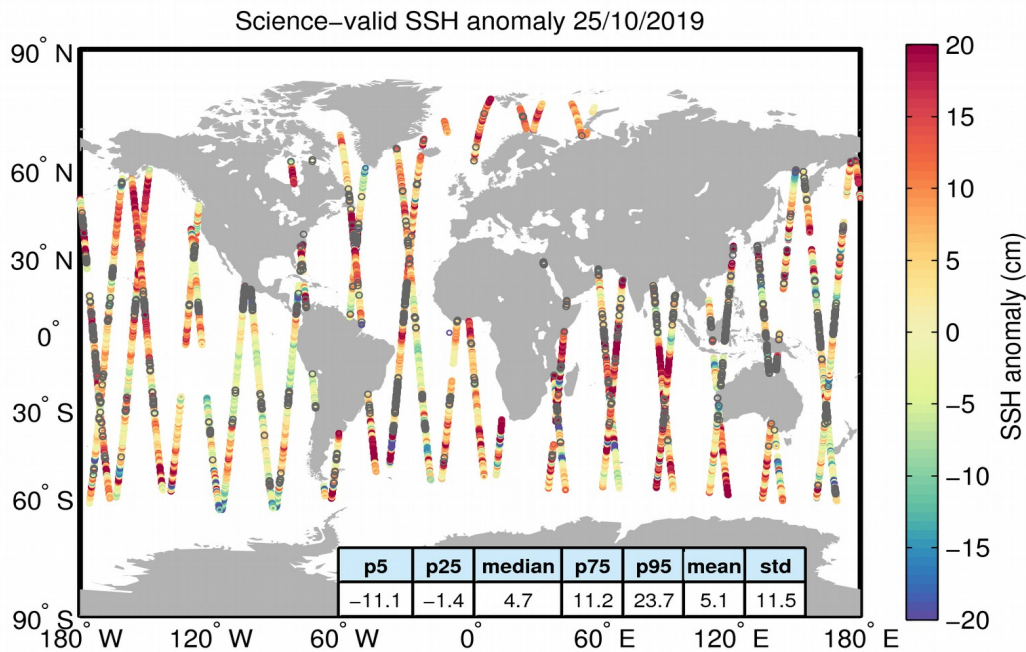 Science−valid SSH anomaly 25/10/2019
90° N
60° N
30° N
0°
30° S
60° S
90° S
180° W 120° W 60° W 0° 60° E 120° E 180° E
p5 p25 median p75 p95 mean std
−11.1 −1.4 4.7 11.2 23.7 5.1 11.5
20
15
10
5
0
−5
−10
−15
−20
SSH anomaly (cm)